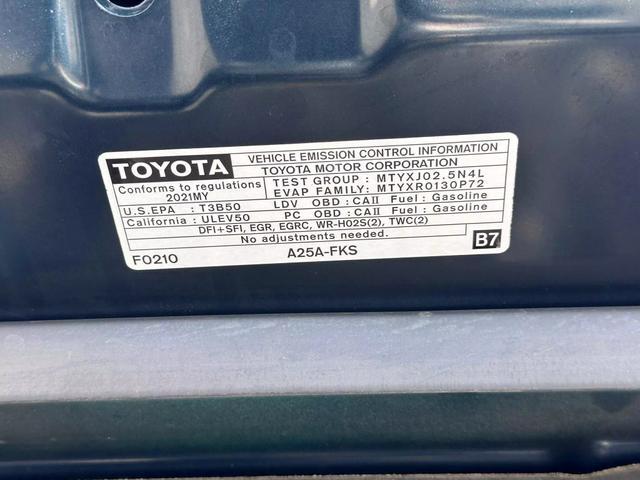 TOYOTA
VEHICLE EMISSION CONTROL INFORMATION
TOYOTA MOTOR CORPORATION
Conforms to regulations
2021MY
TEST GROUP : MTYXJ02.5N4L
EVAP FAMILY: MTYXR0130P72
U.S.EPA : T3B50 LDV OBD : CAII Fuel : Gasoline
California : ULEV50 PC OBD : CAII Fuel : Gasoline
DFI+SFI, EGR, EGRC, WR-HO2S(2), TWC(2)
No adjustments needed.
F0210 A25A-FKS B7